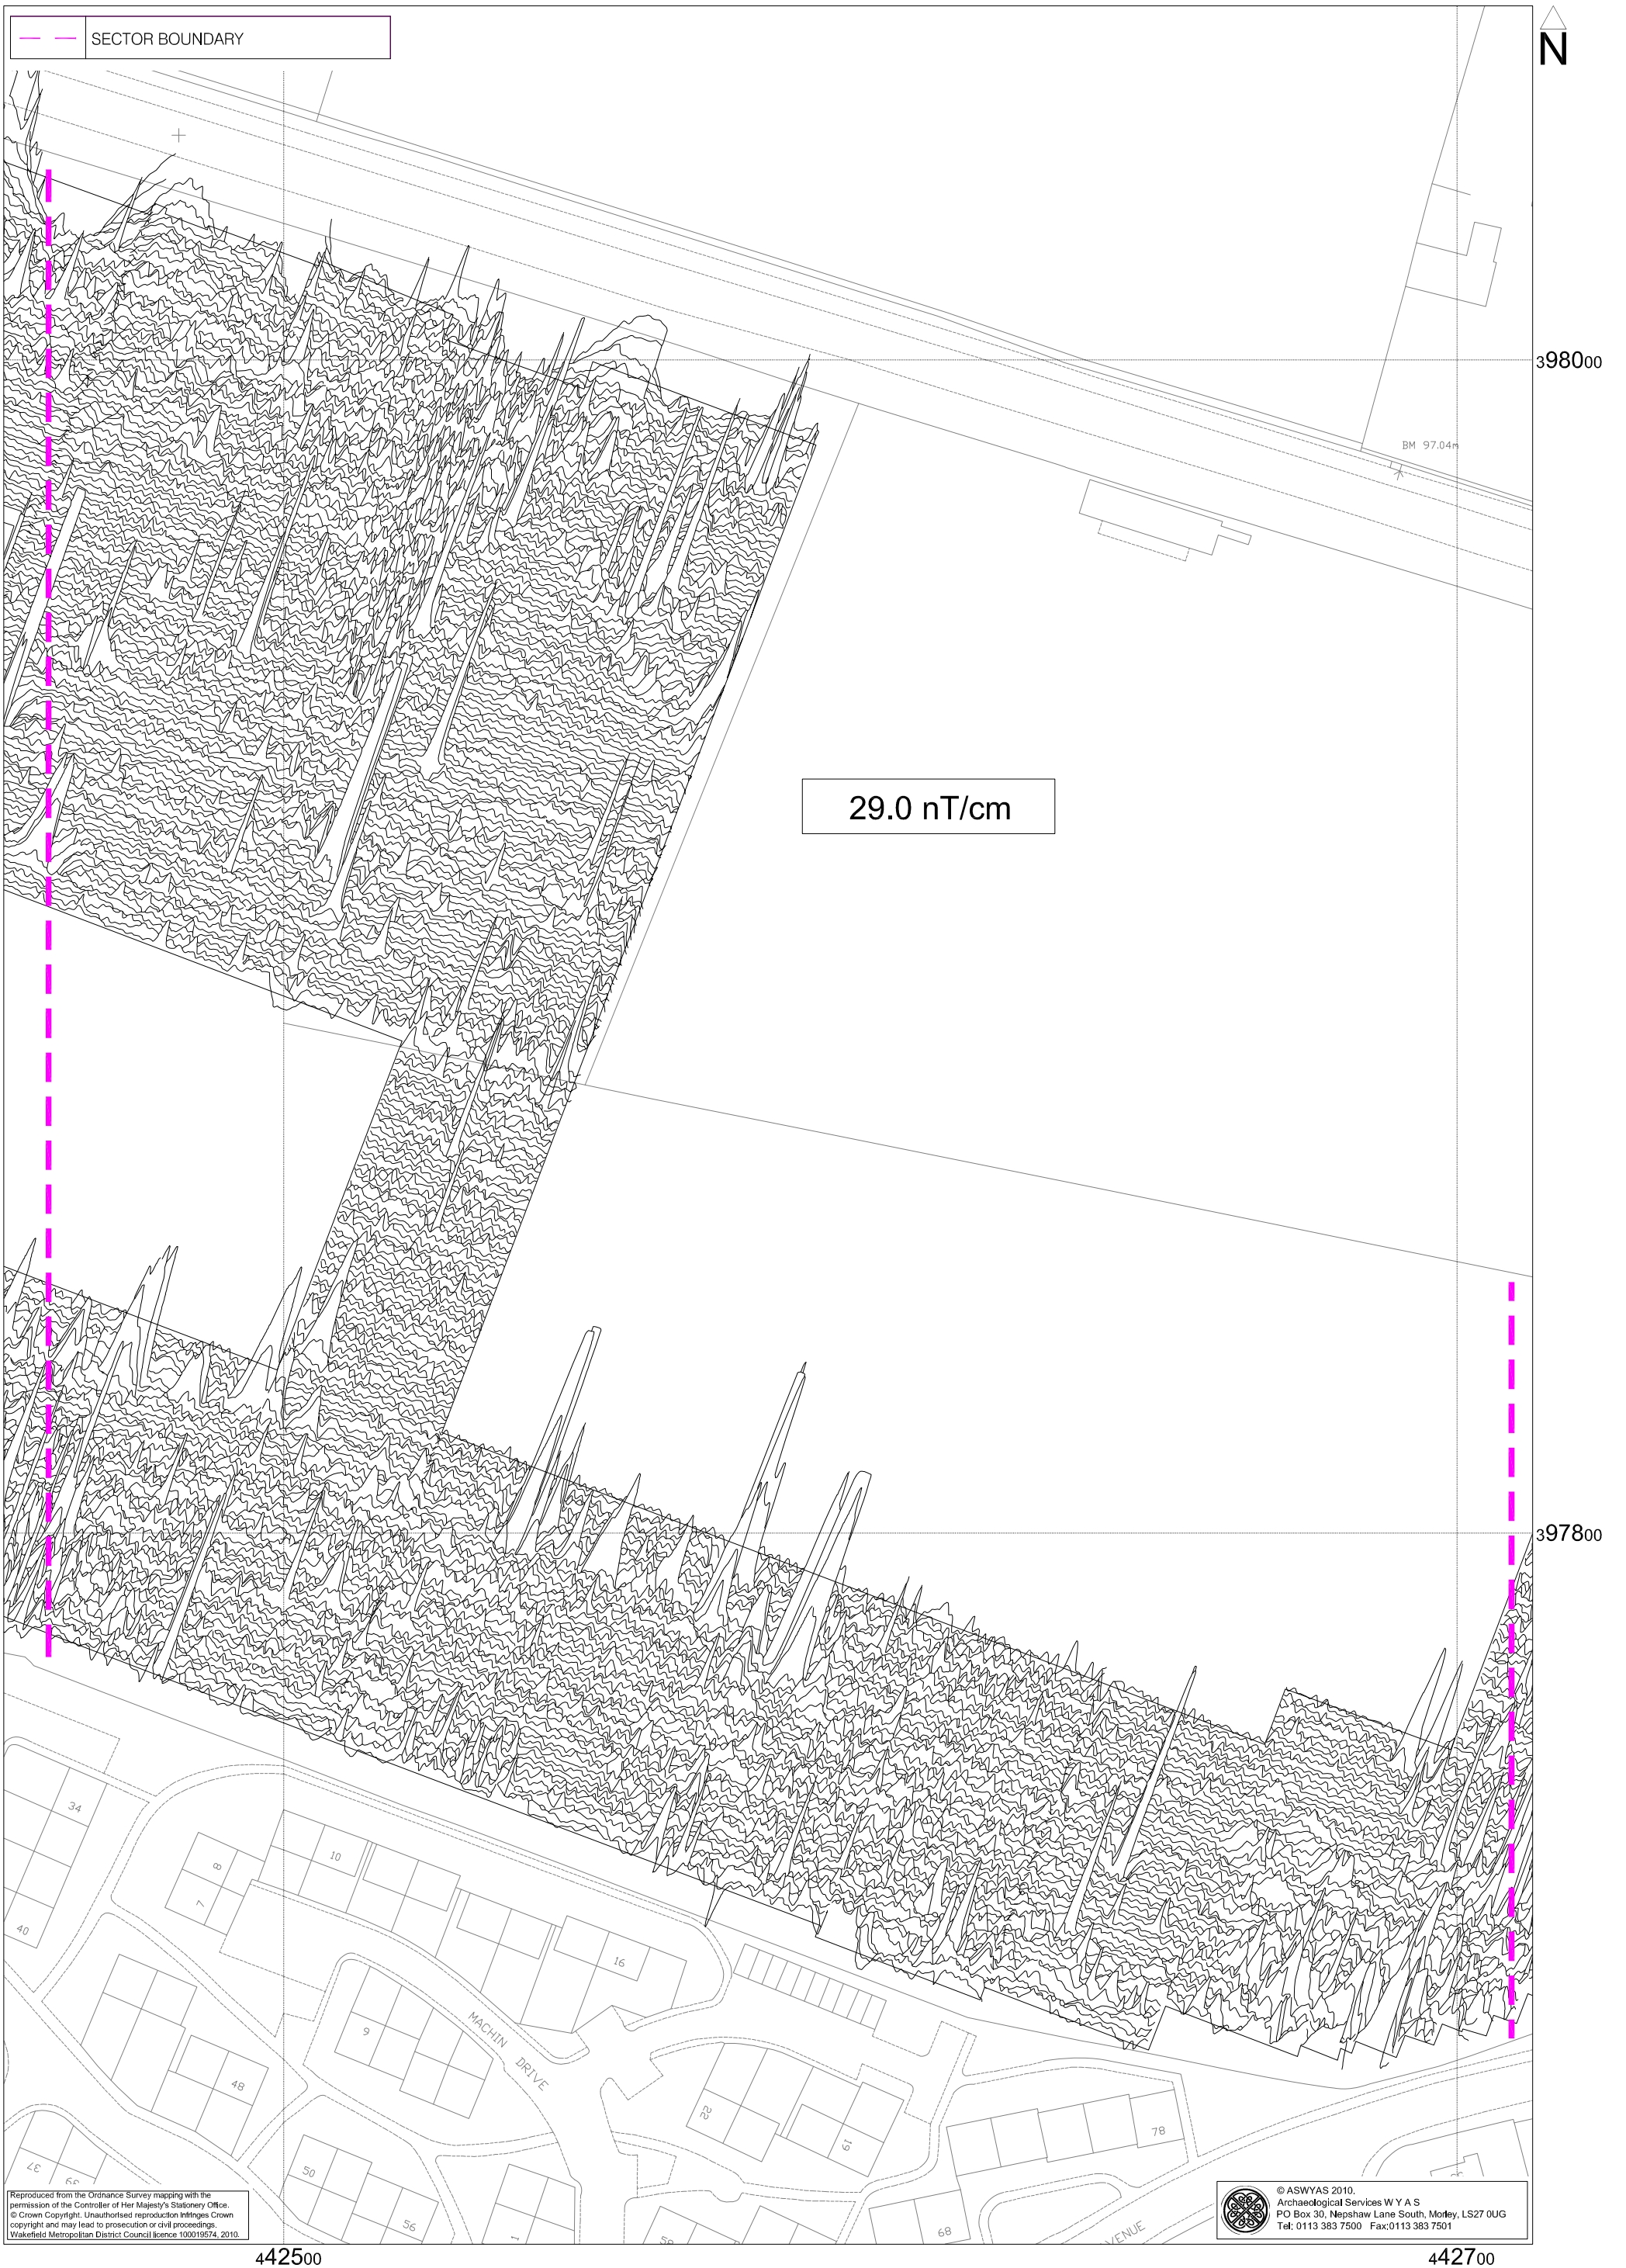 SECTOR BOUNDARY
N
398000
BM 97.04m
29.0 nT/cm
397800
34
10
8
7
40
16
9
MACHIN
DRIVE
48
22
19
78
37
39
50
56
1
68
Reproduced from the Ordnance Survey mapping with the
permission of the Controller of Her Majesty's Stationery Office.
© Crown Copyright. Unauthorised reproduction infringes Crown
copyright and may lead to prosecution or civil proceedings.
Wakefield Metropolitan District Council licence 100019574, 2010.
© ASWYAS 2010.
Archaeological Services W Y A S
PO Box 30, Nepshaw Lane South, Morley, LS27 0UG
Tel: 0113 383 7500 Fax:0113 383 7501
442500
442700